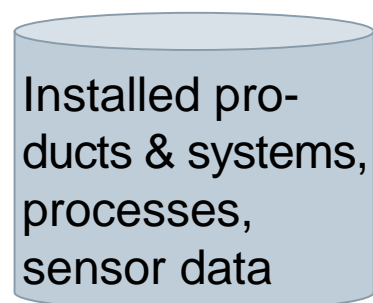 Installed pro-
ducts & systems,
processes,
sensor data